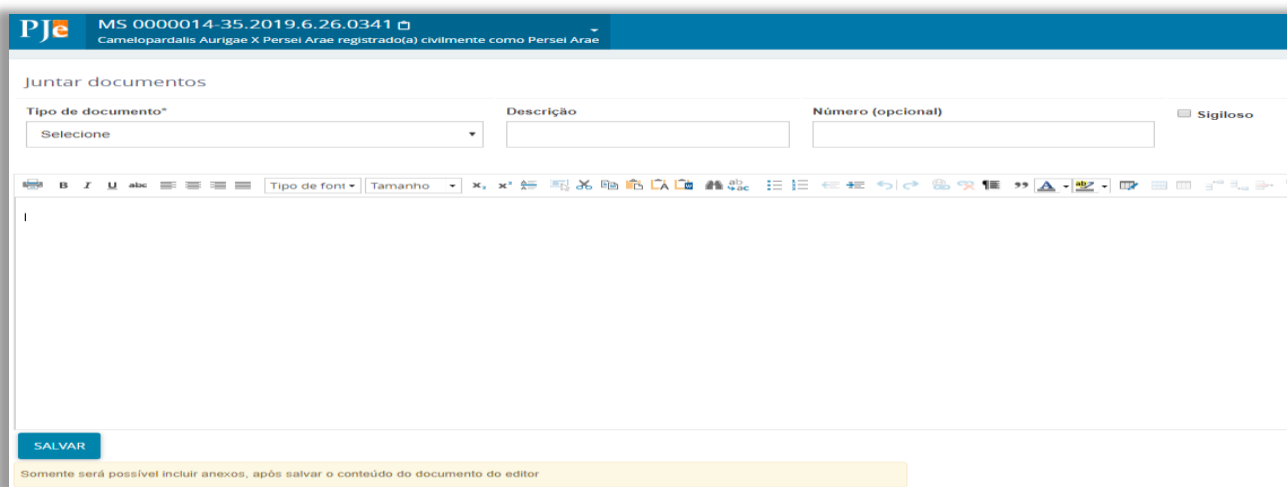 PJe MS 0000014-35.2019.6.26.0341
Camelopardalis Aurigae X Persei Arae registrado(a) civilmente como Persei Arae
Juntar documentos
Tipo de documento* Descrição Número (opcional) Sigiloso
Selecione
B I U abc Tipo de font Tamanho
SALVAR
Somente será possível incluir anexos, após salvar o conteúdo do documento do editor